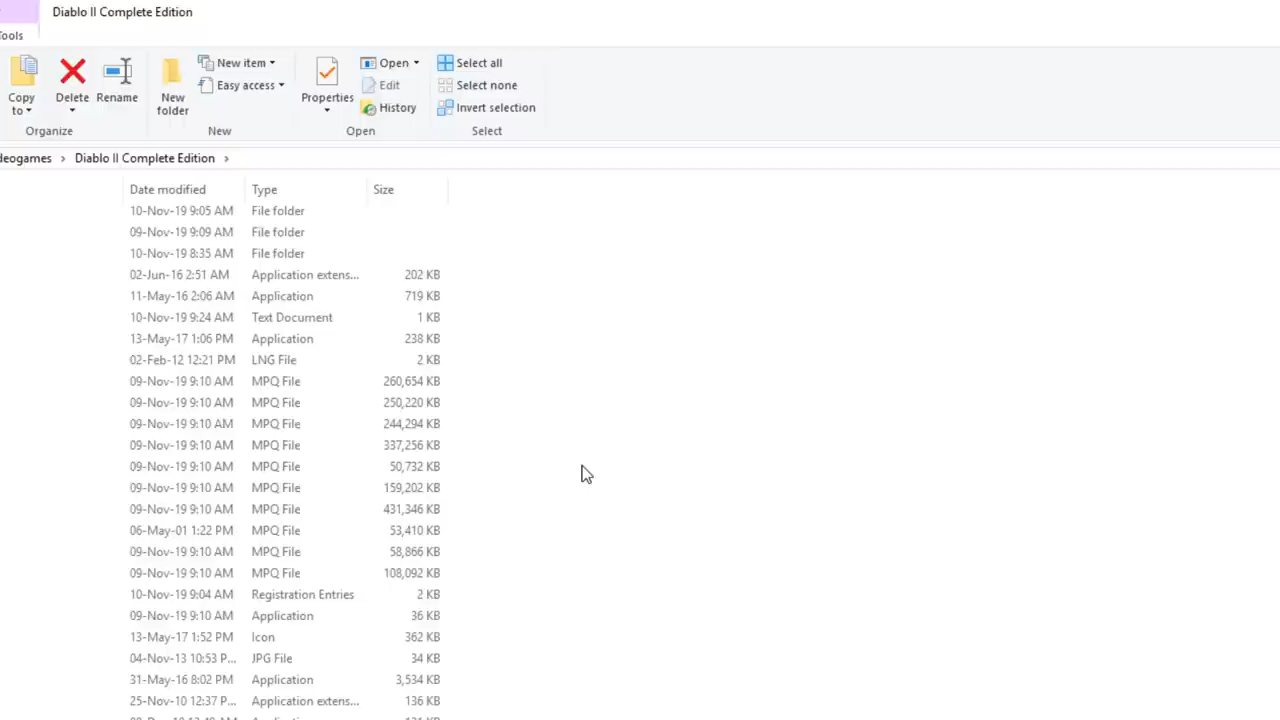 Diablo II Complete Edition
Tools
Copy to
Delete
Rename
New folder
New item
Easy access
Properties
Open
Edit
History
Select all
Select none
Invert selection
Organize
New
Open
Select
deogames > Diablo II Complete Edition >
Date modified Type Size
10-Nov-19 9:05 AM File folder
09-Nov-19 9:09 AM File folder
10-Nov-19 8:35 AM File folder
02-Jun-16 2:51 AM Application extens... 202 KB
11-May-16 2:06 AM Application 719 KB
10-Nov-19 9:24 AM Text Document 1 KB
13-May-17 1:06 PM Application 238 KB
02-Feb-12 12:21 PM LNG File 2 KB
09-Nov-19 9:10 AM MPQ File 260,654 KB
09-Nov-19 9:10 AM MPQ File 250,220 KB
09-Nov-19 9:10 AM MPQ File 244,294 KB
09-Nov-19 9:10 AM MPQ File 337,256 KB
09-Nov-19 9:10 AM MPQ File 50,732 KB
09-Nov-19 9:10 AM MPQ File 159,202 KB
09-Nov-19 9:10 AM MPQ File 431,346 KB
06-May-01 1:22 PM MPQ File 53,410 KB
09-Nov-19 9:10 AM MPQ File 58,866 KB
09-Nov-19 9:10 AM MPQ File 108,092 KB
10-Nov-19 9:04 AM Registration Entries 2 KB
09-Nov-19 9:10 AM Application 36 KB
13-May-17 1:52 PM Icon 362 KB
04-Nov-13 10:53 P... JPG File 34 KB
31-May-16 8:02 PM Application 3,534 KB
25-Nov-10 12:37 P... Application extens... 136 KB